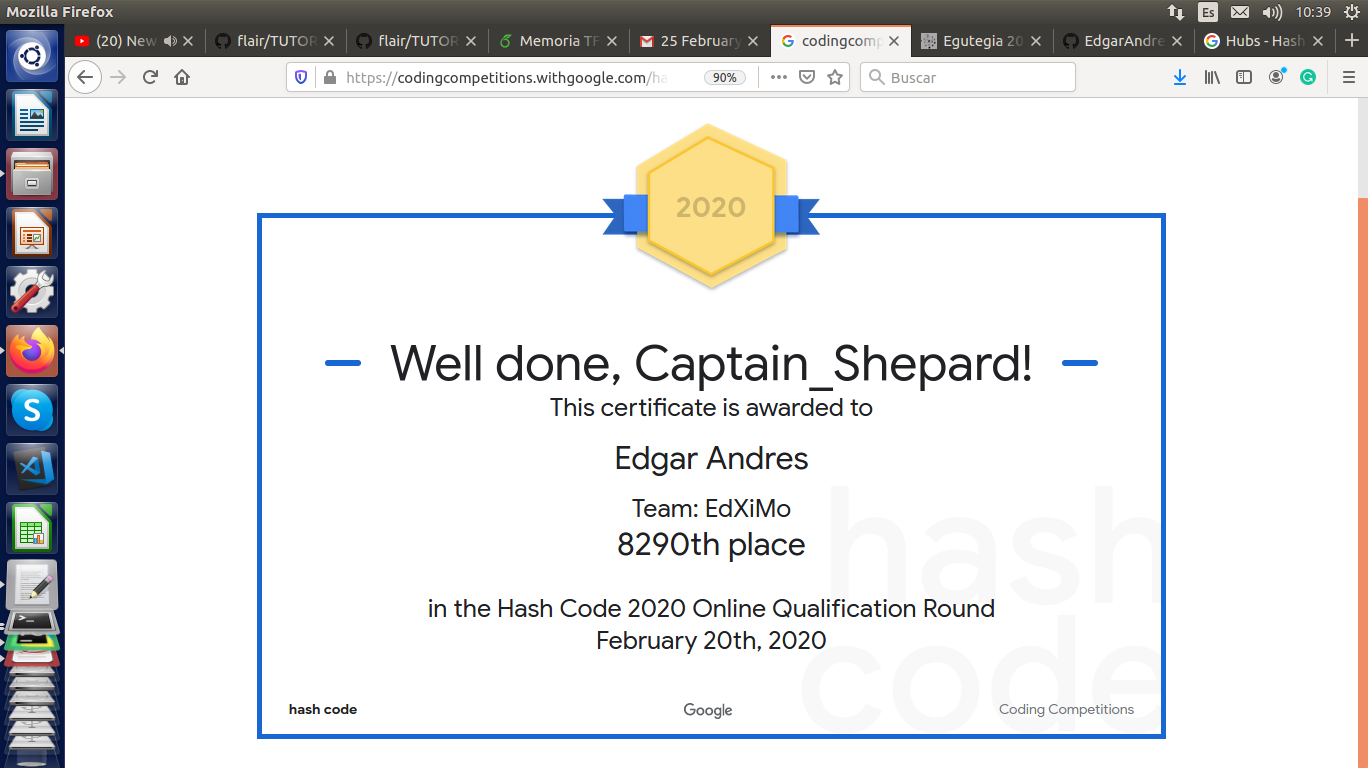 Mozilla Firefox
Es
10:39
(20) New
flair/TUTOR
flair/TUTOR
Memoria TF
25 February
codingcomp
Egutegia 20
EdgarAndre
Hubs - Hash
https://codingcompetitions.withgoogle.com/ha
90%
Buscar
2020
Well done, Captain_Shepard!
This certificate is awarded to
Edgar Andres
Team: EdXiMo
8290th place
in the Hash Code 2020 Online Qualification Round
February 20th, 2020
hash
code
hash code
Google
Coding Competitions